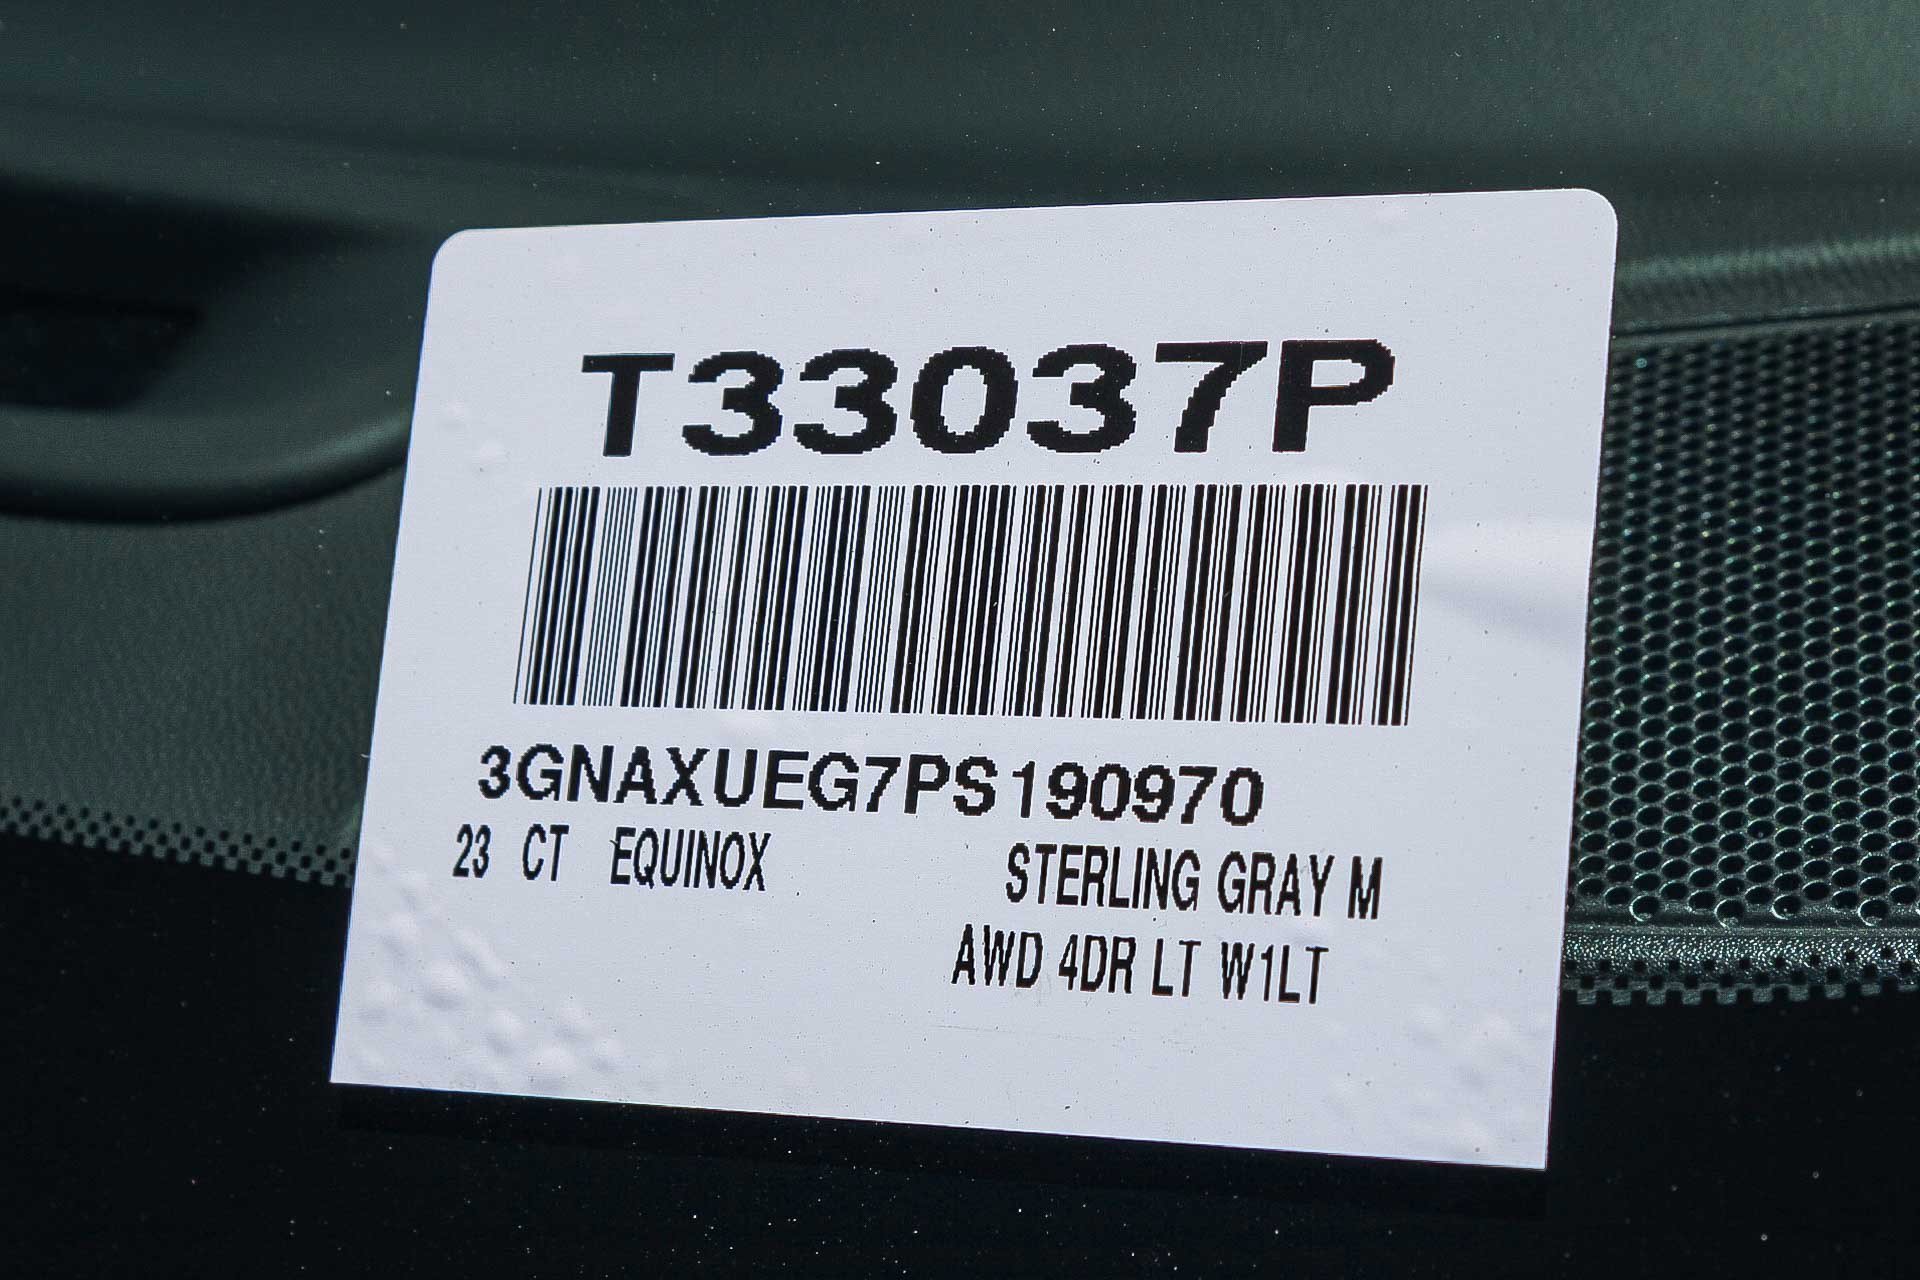 T33037P
3GNAXUEG7PS190970
23 CT EQUINOX STERLING GRAY M
AWD 4DR LT W1LT